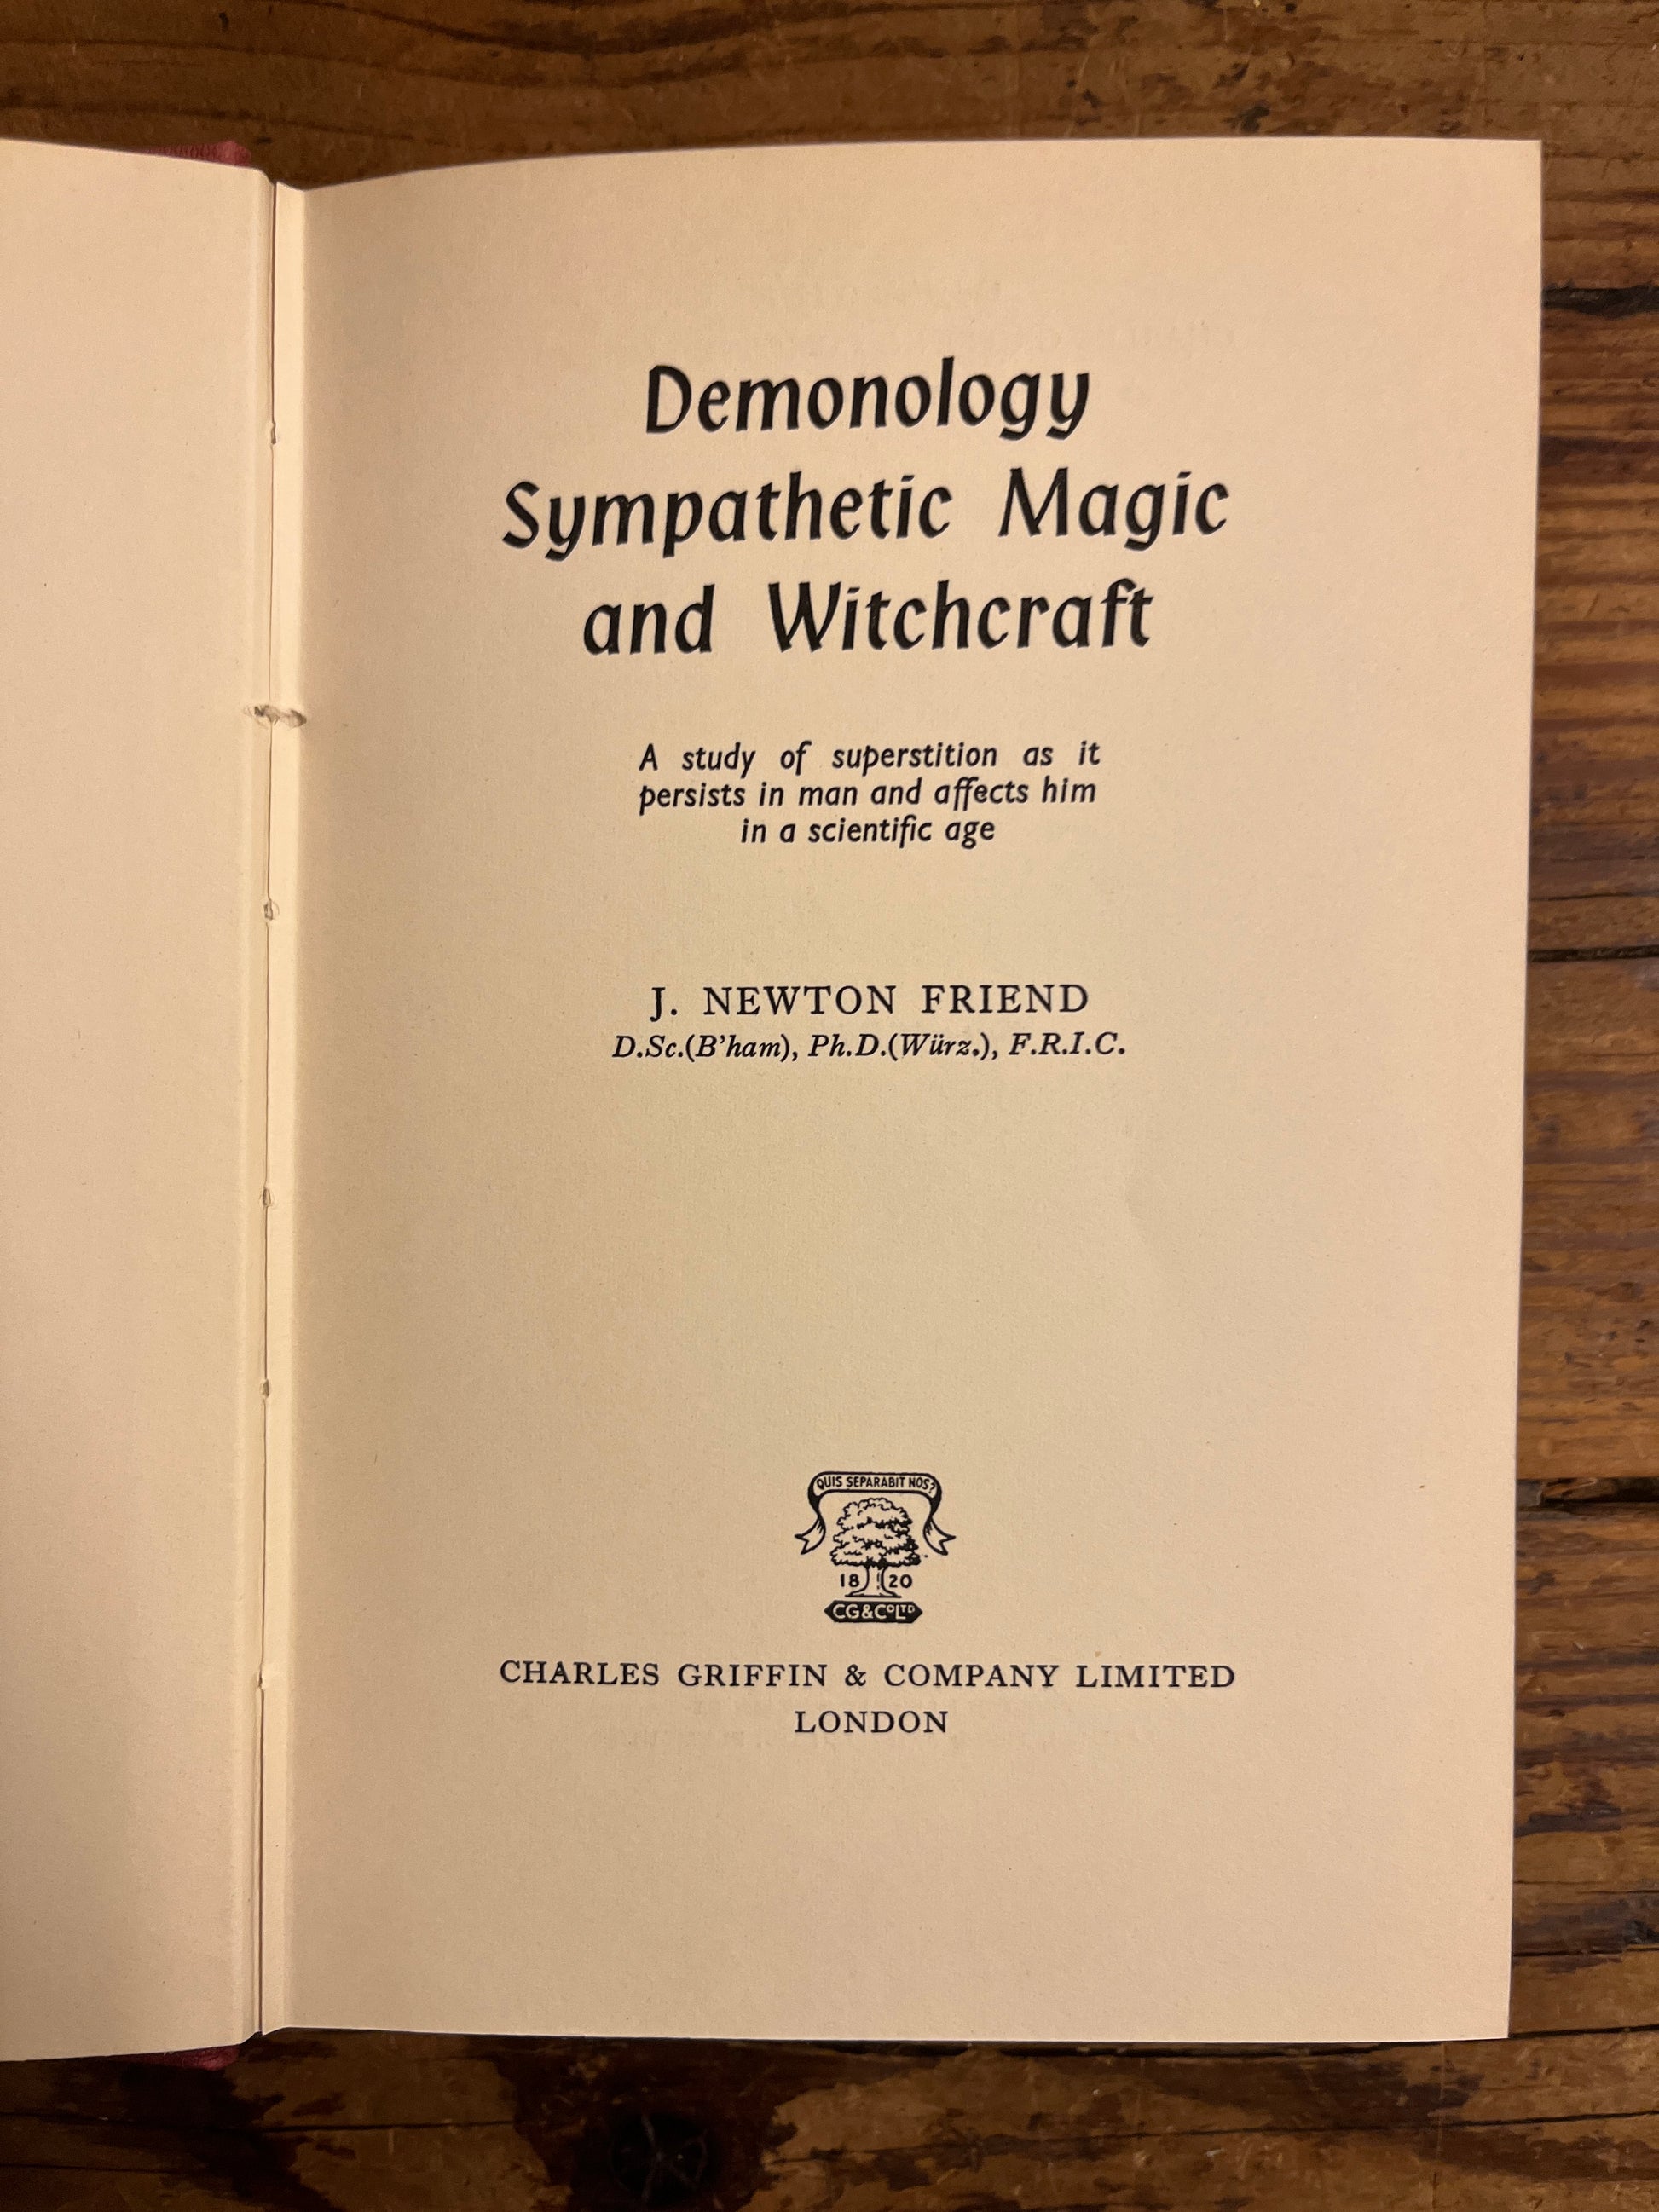 Demonology
Sympathetic Magic
and Witchcraft
A study of superstition as it
persists in man and affects him
in a scientific age
J. NEWTON FRIEND
D.Sc.(B'ham), Ph.D.(Würz.), F.R.I.C.
QUIS SEPARABIT NOS?
18 20
CG&COLTD
CHARLES GRIFFIN & COMPANY LIMITED
LONDON